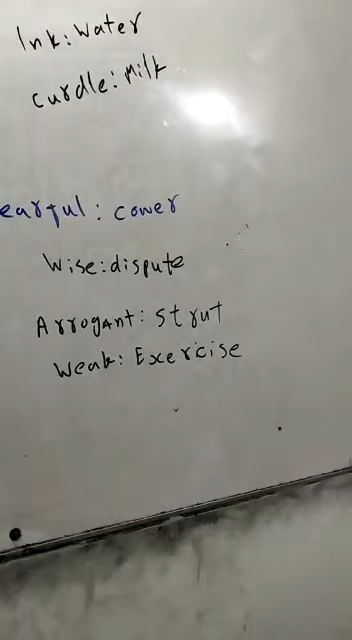 Ink: Water
Curdle: Milk
earful: cower
Wise: dispute
Arrogant: strut
Weak: Exercise